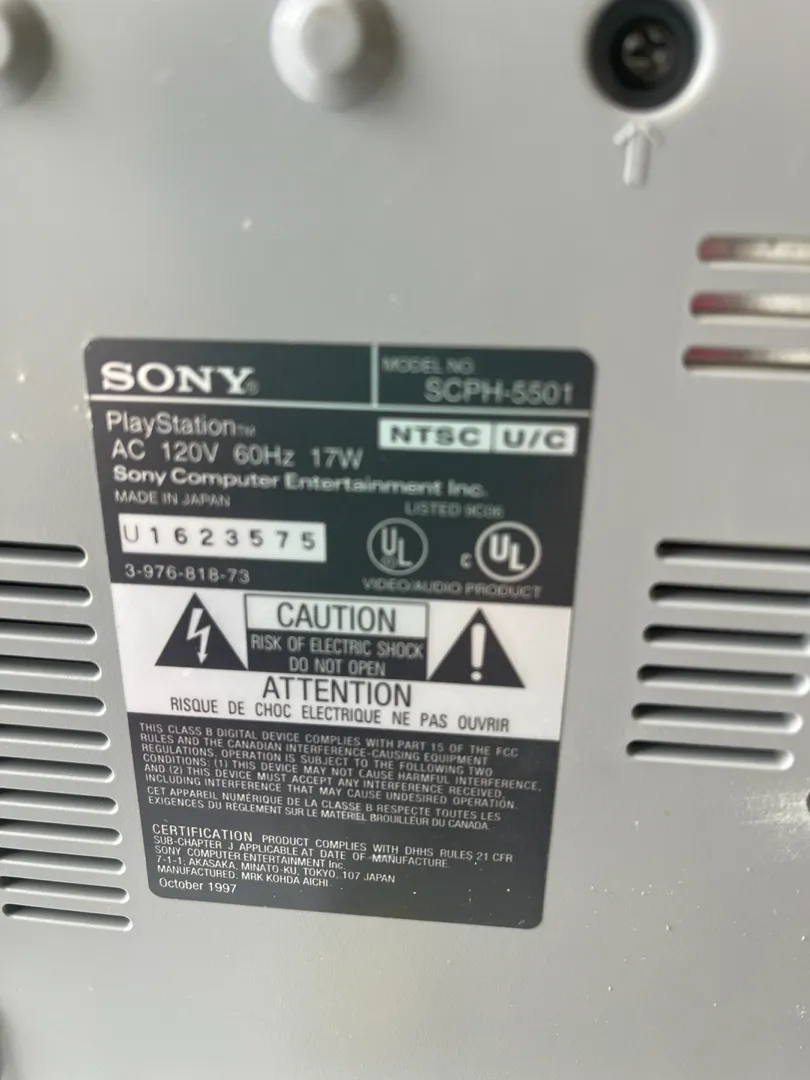 SONY®
MODEL NO.
SCPH-5501
PlayStation™
NTSC U/C
AC 120V 60Hz 17W
Sony Computer Entertainment Inc.
MADE IN JAPAN
LISTED 9C06
U1623575
UL
c UL
3-976-818-73
VIDEO/AUDIO PRODUCT
CAUTION
RISK OF ELECTRIC SHOCK
DO NOT OPEN
ATTENTION
RISQUE DE CHOC ELECTRIQUE NE PAS OUVRIR
THIS CLASS B DIGITAL DEVICE COMPLIES WITH PART 15 OF THE FCC
RULES AND THE CANADIAN INTERFERENCE-CAUSING EQUIPMENT
REGULATIONS. OPERATION IS SUBJECT TO THE FOLLOWING TWO
CONDITIONS: (1) THIS DEVICE MAY NOT CAUSE HARMFUL INTERFERENCE,
AND (2) THIS DEVICE MUST ACCEPT ANY INTERFERENCE RECEIVED,
INCLUDING INTERFERENCE THAT MAY CAUSE UNDESIRED OPERATION.
CET APPAREIL NUMÉRIQUE DE LA CLASSE B RESPECTE TOUTES LES
EXIGENCES DU REGLEMENT SUR LE MATÉRIEL BROUILLEUR DU CANADA.
CERTIFICATION PRODUCT COMPLIES WITH DHHS RULES 21 CFR
SUB-CHAPTER J APPLICABLE AT DATE OF MANUFACTURE.
SONY COMPUTER ENTERTAINMENT Inc.
7-1-1, AKASAKA, MINATO-KU, TOKYO, 107 JAPAN
MANUFACTURED: MRK KOHDA AICHI
October 1997